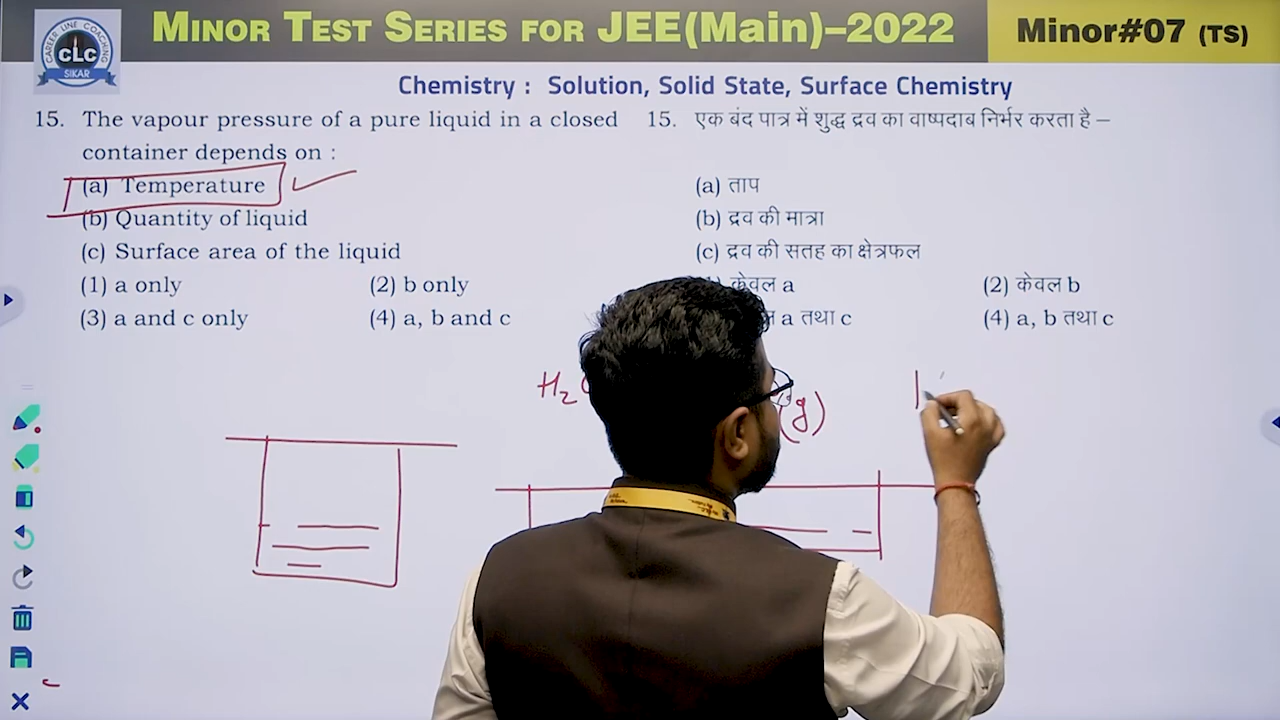 MINOR TEST SERIES FOR JEE(MAIN)–2022
Minor#07 (TS)
CAREER LINE COACHING
CLC
SIKAR
Chemistry : Solution, Solid State, Surface Chemistry
15. The vapour pressure of a pure liquid in a closed
container depends on :
(a) Temperature
(b) Quantity of liquid
(c) Surface area of the liquid
(1) a only (2) b only
(3) a and c only (4) a, b and c
15. एक बंद पात्र में शुद्ध द्रव का वाष्पदाब निर्भर करता है –
(a) ताप
(b) द्रव की मात्रा
(c) द्रव की सतह का क्षेत्रफल
केवल a (2) केवल b
a तथा c (4) a, b तथा c
H2
(g)